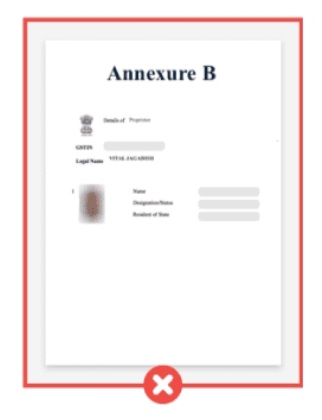 Annexure B
Details of Proprietor
GSTIN
Legal Name VITAL JAGADISH
1
Name
Designation/Status
Resident of State